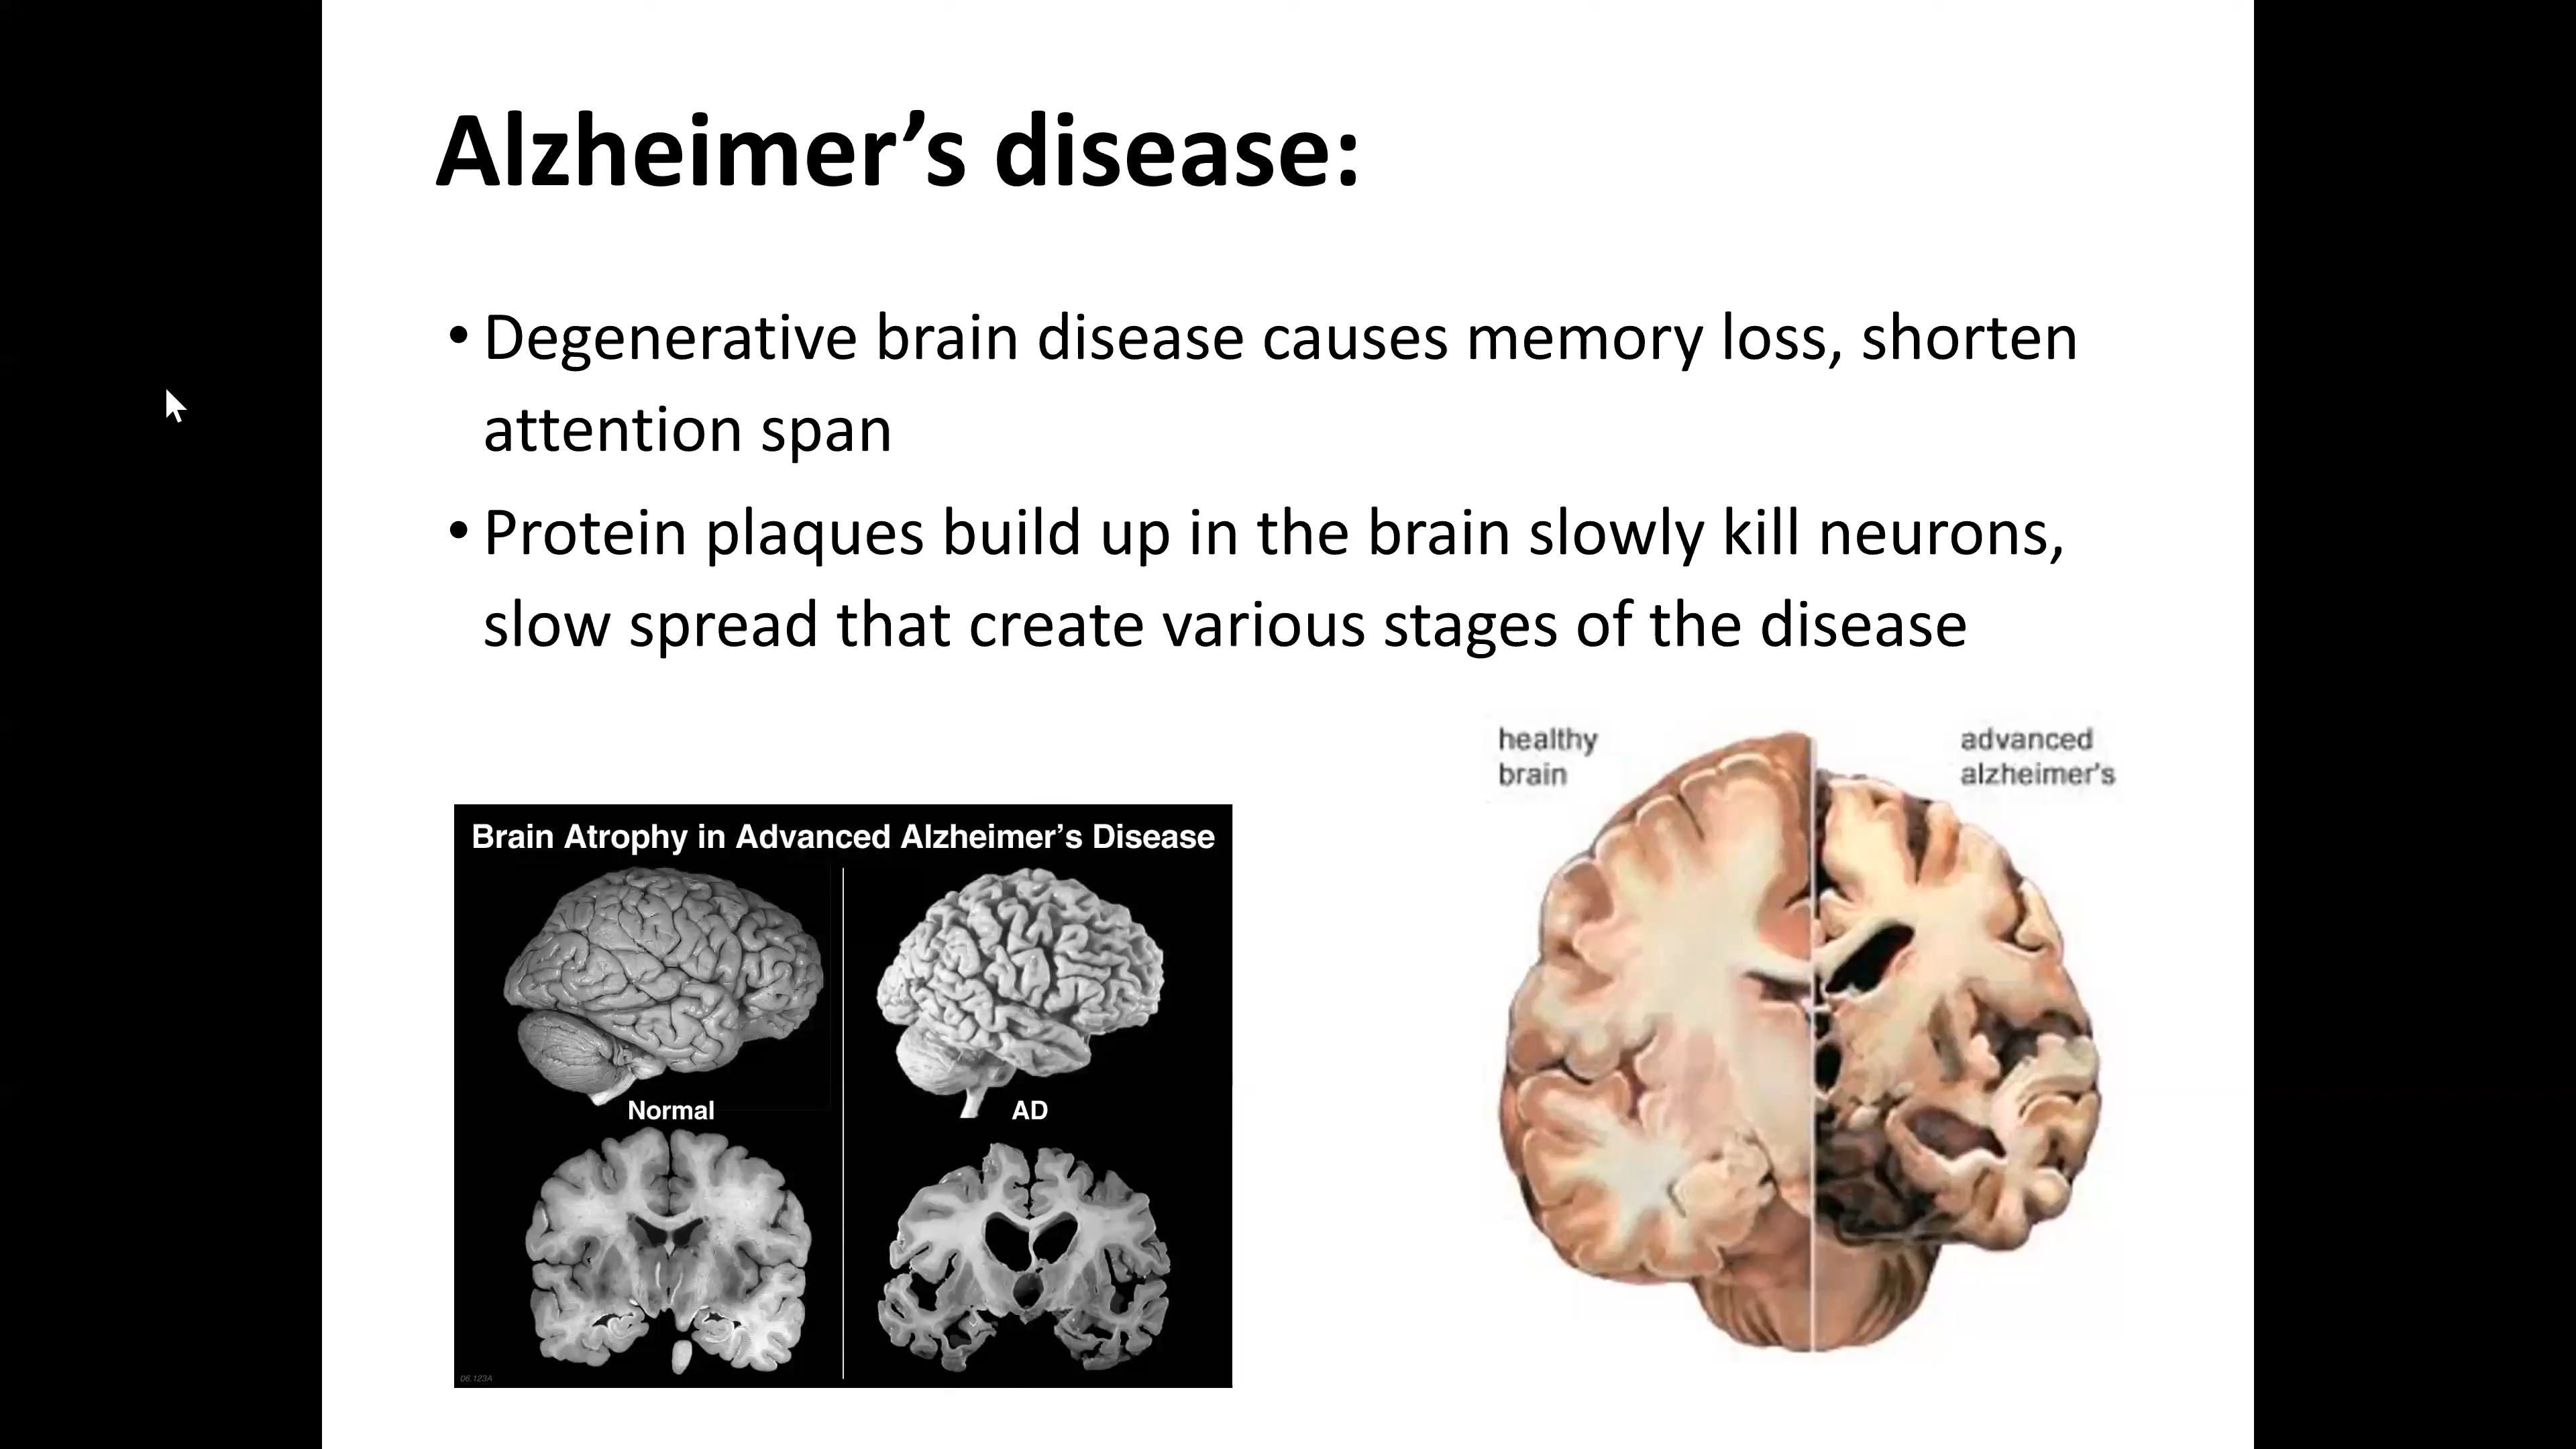 Alzheimer’s disease:
• Degenerative brain disease causes memory loss, shorten
attention span
• Protein plaques build up in the brain slowly kill neurons,
slow spread that create various stages of the disease
Brain Atrophy in Advanced Alzheimer’s Disease
Normal
AD
06.123A
healthy
brain
advanced
alzheimer's